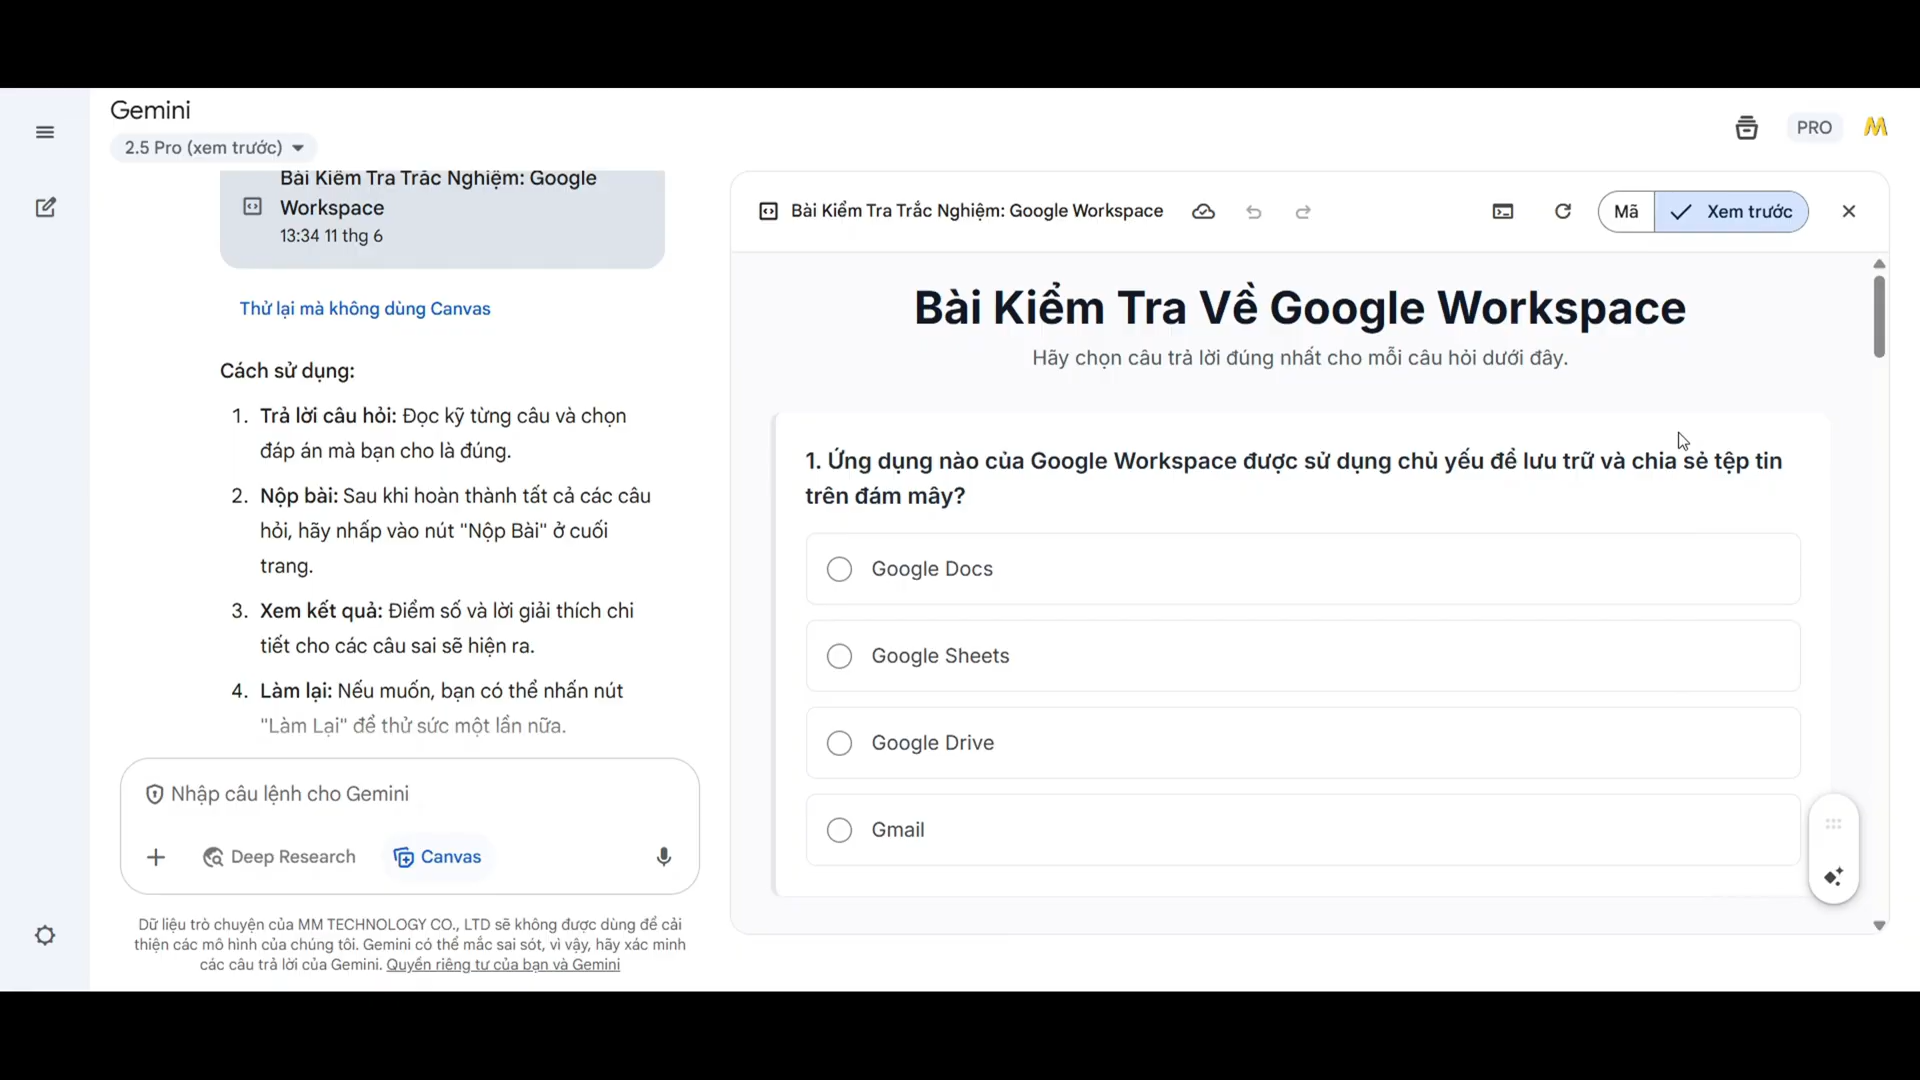 Gemini
2.5 Pro (xem trước)
PRO
Bài Kiểm Tra Trắc Nghiệm: Google
Workspace
13:34 11 thg 6
Thử lại mà không dùng Canvas
Cách sử dụng:
1. Trả lời câu hỏi: Đọc kỹ từng câu và chọn
đáp án mà bạn cho là đúng.
2. Nộp bài: Sau khi hoàn thành tất cả các câu
hỏi, hãy nhấp vào nút "Nộp Bài" ở cuối
trang.
3. Xem kết quả: Điểm số và lời giải thích chi
tiết cho các câu sai sẽ hiện ra.
4. Làm lại: Nếu muốn, bạn có thể nhấn nút
"Làm Lại" để thử sức một lần nữa.
Nhập câu lệnh cho Gemini
Deep Research
Canvas
Dữ liệu trò chuyện của MM TECHNOLOGY CO., LTD sẽ không được dùng để cải
thiện các mô hình của chúng tôi. Gemini có thể mắc sai sót, vì vậy, hãy xác minh
các câu trả lời của Gemini. Quyền riêng tư của bạn và Gemini
Bài Kiểm Tra Trắc Nghiệm: Google Workspace
Mã
Xem trước
Bài Kiểm Tra Về Google Workspace
Hãy chọn câu trả lời đúng nhất cho mỗi câu hỏi dưới đây.
1. Ứng dụng nào của Google Workspace được sử dụng chủ yếu để lưu trữ và chia sẻ tệp tin
trên đám mây?
Google Docs
Google Sheets
Google Drive
Gmail